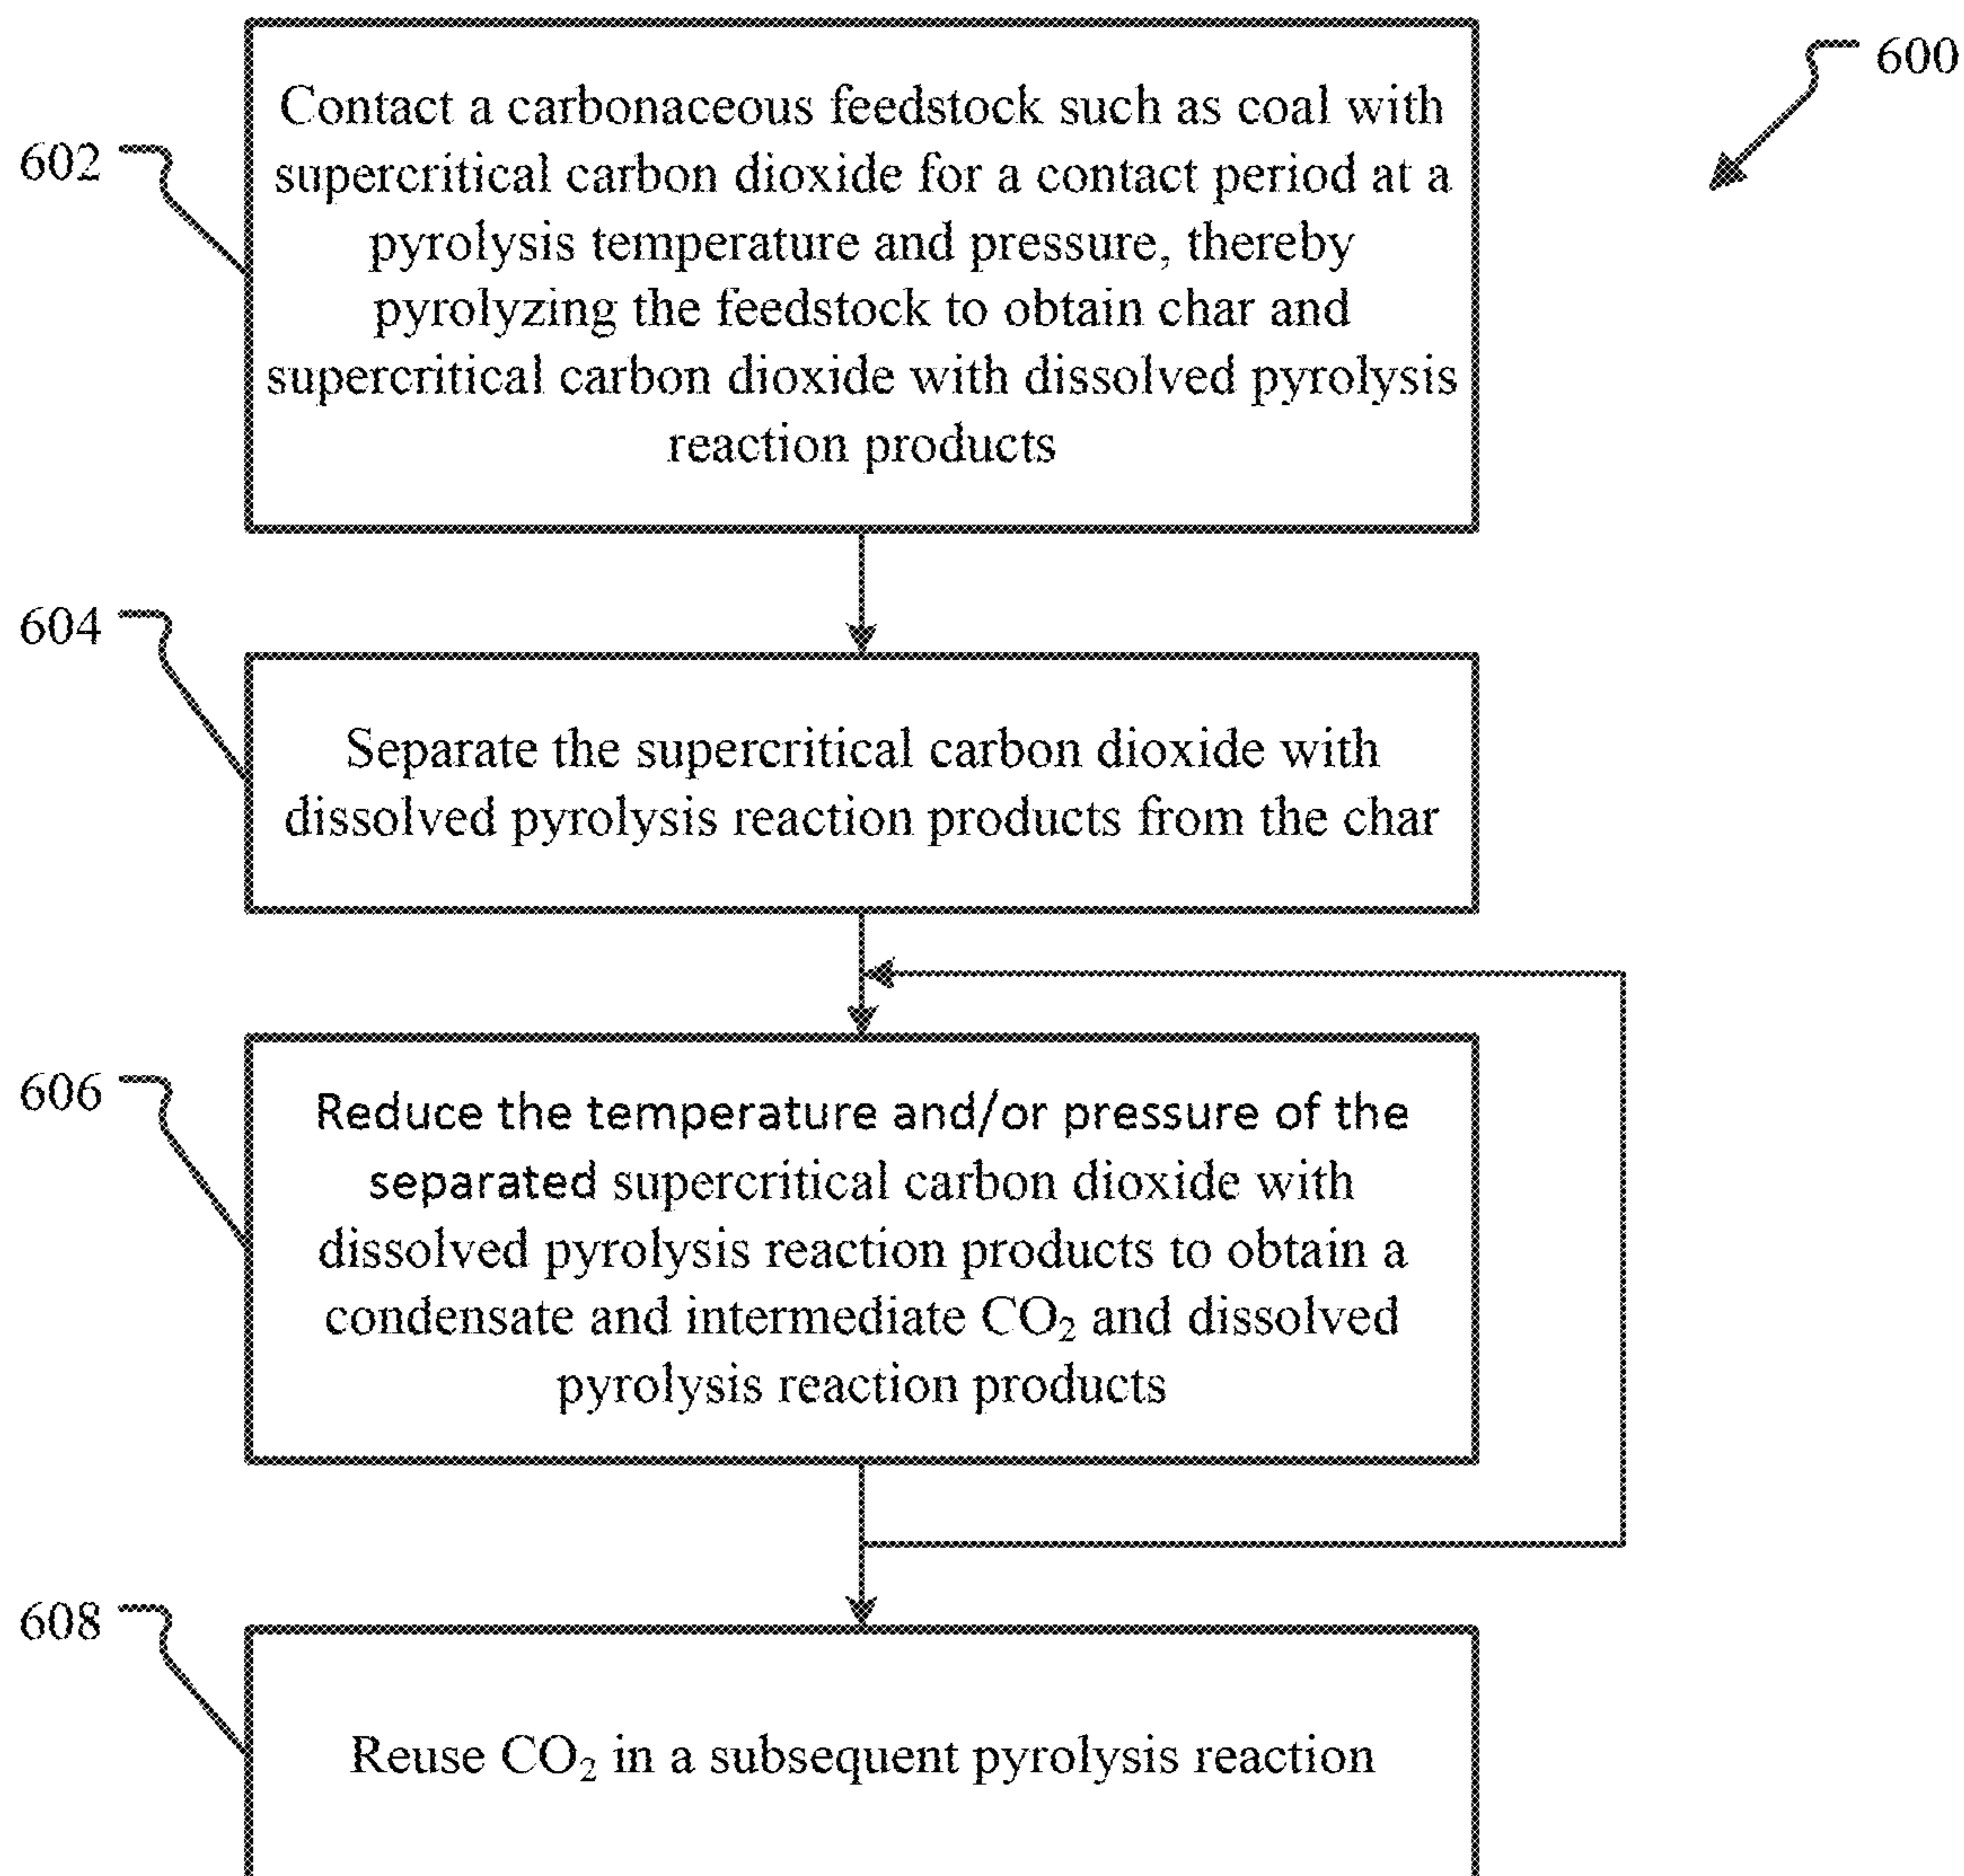 600
602
Contact a carbonaceous feedstock such as coal with
supercritical carbon dioxide for a contact period at a
pyrolysis temperature and pressure, thereby
pyrolyzing the feedstock to obtain char and
supercritical carbon dioxide with dissolved pyrolysis
reaction products
604
Separate the supercritical carbon dioxide with
dissolved pyrolysis reaction products from the char
606
Reduce the temperature and/or pressure of the
separated supercritical carbon dioxide with
dissolved pyrolysis reaction products to obtain a
condensate and intermediate CO₂ and dissolved
pyrolysis reaction products
608
Reuse CO₂ in a subsequent pyrolysis reaction